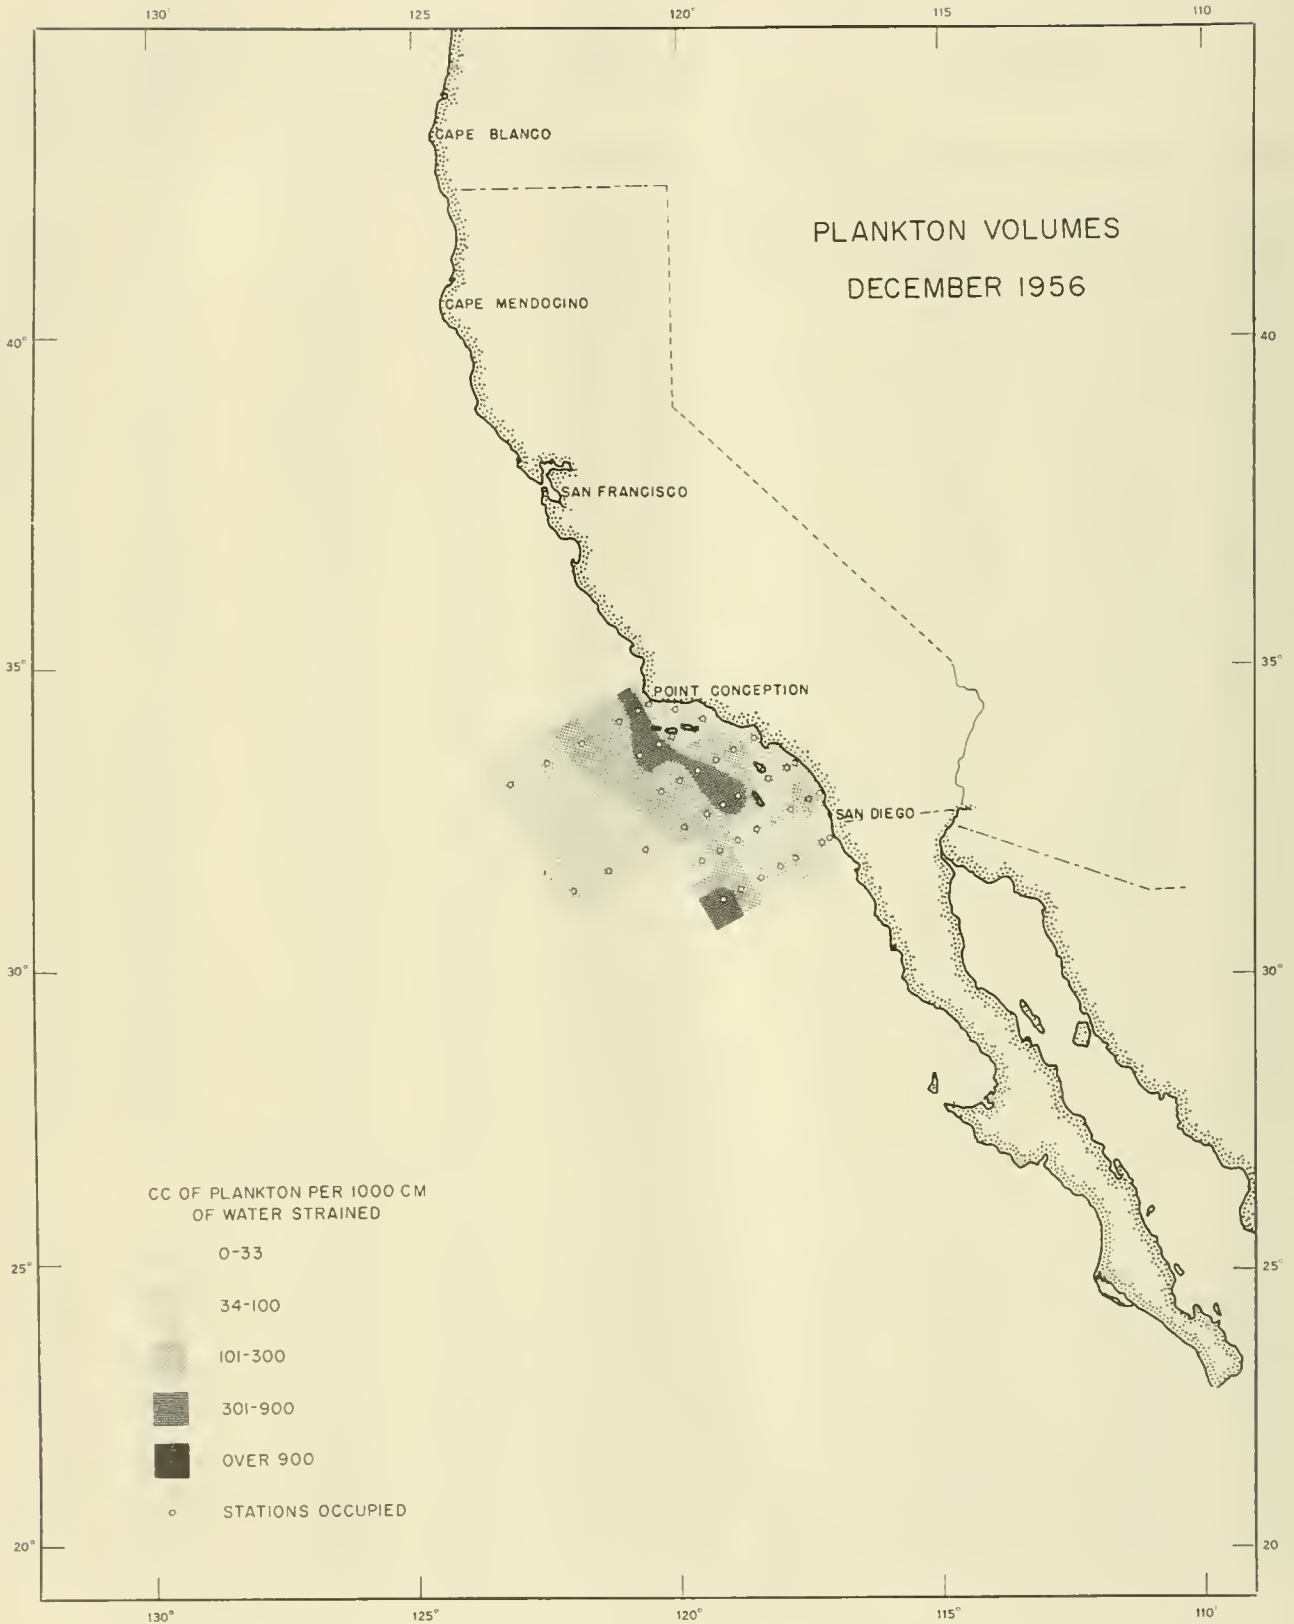 130° 125 120° 115 110
CAPE BLANCO
PLANKTON VOLUMES
DECEMBER 1956
CAPE MENDOCINO
40° 40
SAN FRANCISCO
35° 35°
POINT CONCEPTION
SAN DIEGO
30° 30°
CC OF PLANKTON PER 1000 CM
OF WATER STRAINED
0-33
25° 25°
34-100
101-300
301-900
OVER 900
STATIONS OCCUPIED
20° 20
130° 125° 120° 115° 110°